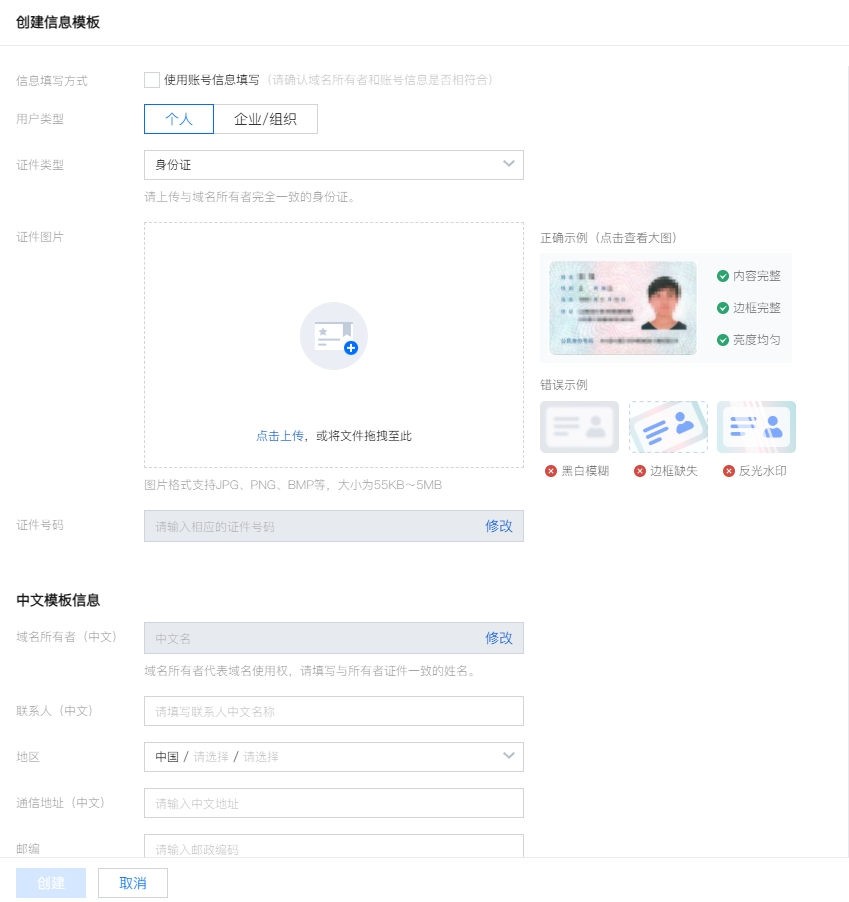 创建信息模板
信息填写方式
使用账号信息填写（请确认域名所有者和账号信息是否相符合）
用户类型
个人
企业/组织
证件类型
身份证
请上传与域名所有者完全一致的身份证。
证件图片
点击上传，或将文件拖拽至此
图片格式支持JPG、PNG、BMP等，大小为55KB～5MB
正确示例（点击查看大图）
公民身份号码
内容完整
边框完整
亮度均匀
错误示例
黑白模糊
边框缺失
反光水印
证件号码
请输入相应的证件号码
修改
中文模板信息
域名所有者（中文）
中文名
修改
域名所有者代表域名使用权，请填写与所有者证件一致的姓名。
联系人（中文）
请填写联系人中文名称
地区
中国 / 请选择 / 请选择
通信地址（中文）
请输入中文地址
邮编
请输入邮政编码
创建
取消